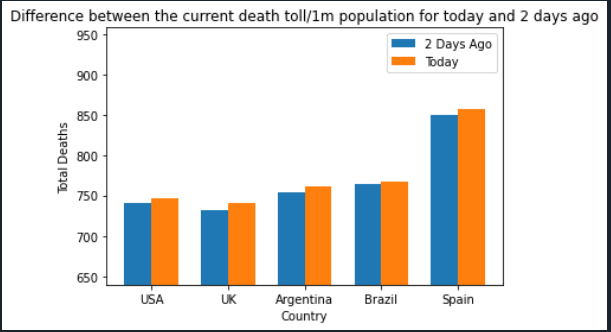 Difference between the current death toll/1m population for today and 2 days ago
950
900
850
800
750
700
650
Total Deaths
2 Days Ago
Today
USA
UK
Argentina
Brazil
Spain
Country